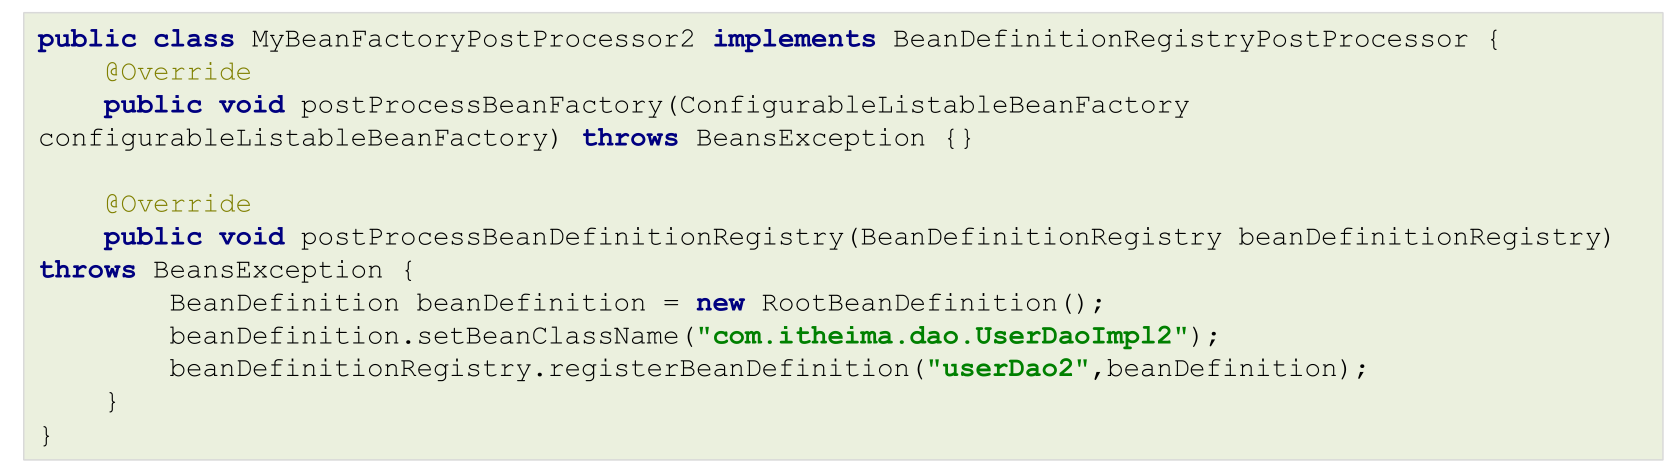 public class MyBeanFactoryPostProcessor2 implements BeanDefinitionRegistryPostProcessor {
    @Override
    public void postProcessBeanFactory(ConfigurableListableBeanFactory
configurableListableBeanFactory) throws BeansException {}

    @Override
    public void postProcessBeanDefinitionRegistry(BeanDefinitionRegistry beanDefinitionRegistry)
throws BeansException {
        BeanDefinition beanDefinition = new RootBeanDefinition();
        beanDefinition.setBeanClassName("com.itheima.dao.UserDaoImpl2");
        beanDefinitionRegistry.registerBeanDefinition("userDao2",beanDefinition);
    }
}